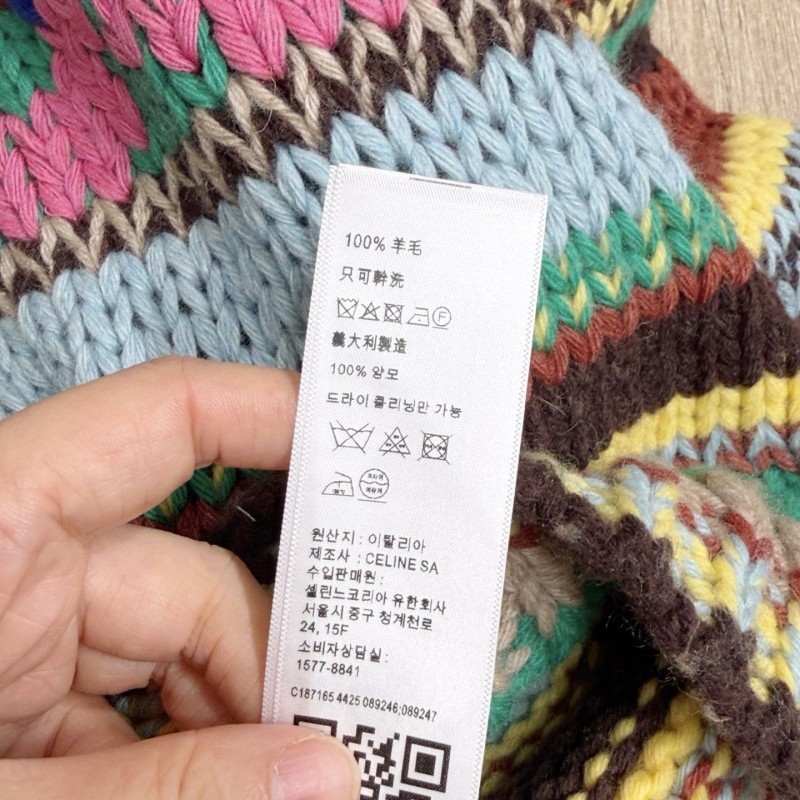 100% 羊毛
只可幹洗
F
義大利製造
100% 양모
드라이 클리닝만 가능
원산지 : 이탈리아
제조사 : CELINE SA
수입판매원 :
셀린느코리아 유한회사
서울시 중구 청계천로
24, 15F
소비자상담실 :
1577-8841
C187165 4425 089246;089247